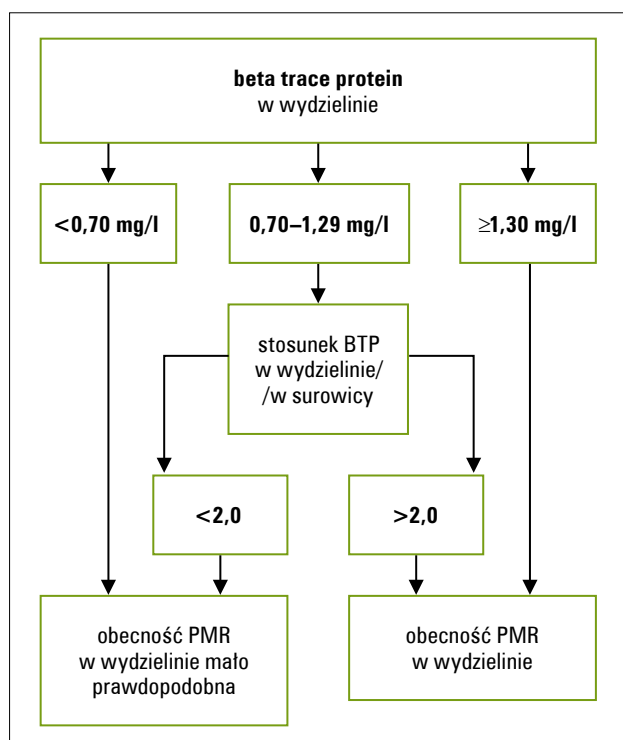 beta trace protein
w wydzielinie
<0,70 mg/l
0,70–1,29 mg/l
≥1,30 mg/l
stosunek BTP
w wydzielinie/
/w surowicy
<2,0
>2,0
obecność PMR
w wydzielinie mało
prawdopodobna
obecność PMR
w wydzielinie